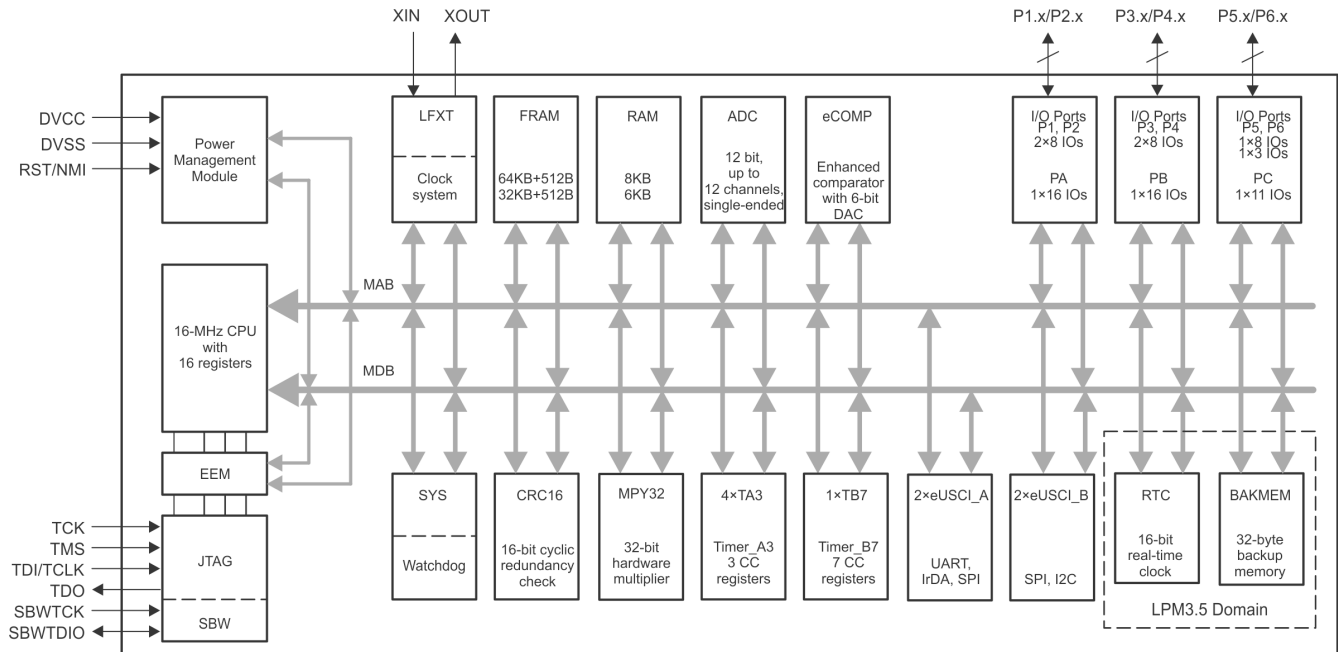 XIN
XOUT
P1.x/P2.x
P3.x/P4.x
P5.x/P6.x
DVCC
DVSS
RST/NMI
Power
Management
Module
LFXT
Clock
system
FRAM
64KB+512B
32KB+512B
RAM
8KB
6KB
ADC
12 bit,
up to
12 channels,
single-ended
eCOMP
Enhanced
comparator
with 6-bit
DAC
I/O Ports
P1, P2
2×8 IOs
PA
1×16 IOs
I/O Ports
P3, P4
2×8 IOs
PB
1×16 IOs
I/O Ports
P5, P6
1×8 IOs
1×3 IOs
PC
1×11 IOs
MAB
16-MHz CPU
with
16 registers
MDB
EEM
TCK
TMS
TDI/TCLK
TDO
SBWTCK
SBWTDIO
JTAG
SBW
SYS
Watchdog
CRC16
16-bit cyclic
redundancy
check
MPY32
32-bit
hardware
multiplier
4×TA3
Timer_A3
3 CC
registers
1×TB7
Timer_B7
7 CC
registers
2×eUSCI_A
UART,
IrDA, SPI
2×eUSCI_B
SPI, I2C
RTC
16-bit
real-time
clock
BAKMEM
32-byte
backup
memory
LPM3.5 Domain